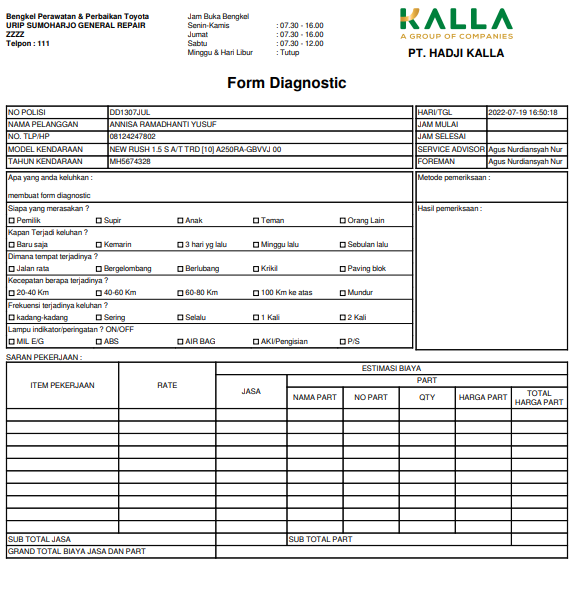 Bengkel Perawatan & Perbaikan Toyota
URIP SUMOHARJO GENERAL REPAIR
ZZZZ
Telpon : 111
Jam Buka Bengkel
Senin-Kamis : 07.30 - 16.00
Jumat : 07.30 - 16.00
Sabtu : 07.30 - 12.00
Minggu & Hari Libur : Tutup
KALLA
A GROUP OF COMPANIES
PT. HADJI KALLA
Form Diagnostic
NO POLISI DD1307JUL
NAMA PELANGGAN ANNISA RAMADHANTI YUSUF
NO. TLP/HP 08124247802
MODEL KENDARAAN NEW RUSH 1.5 S A/T TRD [10] A250RA-GBVVJ 00
TAHUN KENDARAAN MH5674328
HARI/TGL 2022-07-19 16:50:18
JAM MULAI
JAM SELESAI
SERVICE ADVISOR Agus Nurdiansyah Nur
FOREMAN Agus Nurdiansyah Nur
Apa yang anda keluhkan :
membuat form diagnostic
Siapa yang merasakan ?
Pemilik Supir Anak Teman Orang Lain
Kapan Terjadi keluhan ?
Baru saja Kemarin 3 hari yg lalu Minggu lalu Sebulan lalu
Dimana tempat terjadinya ?
Jalan rata Bergelombang Berlubang Krikil Paving blok
Kecepatan berapa terjadinya ?
20-40 Km 40-60 Km 60-80 Km 100 Km ke atas Mundur
Frekuensi terjadinya keluhan ?
kadang-kadang Sering Selalu 1 Kali 2 Kali
Lampu indikator/peringatan ? ON/OFF
MIL E/G ABS AIR BAG AKI/Pengisian P/S
Metode pemeriksaan :
Hasil pemeriksaan :
SARAN PEKERJAAN :
ITEM PEKERJAAN RATE ESTIMASI BIAYA
JASA PART
NAMA PART NO PART QTY HARGA PART TOTAL HARGA PART
SUB TOTAL JASA SUB TOTAL PART
GRAND TOTAL BIAYA JASA DAN PART